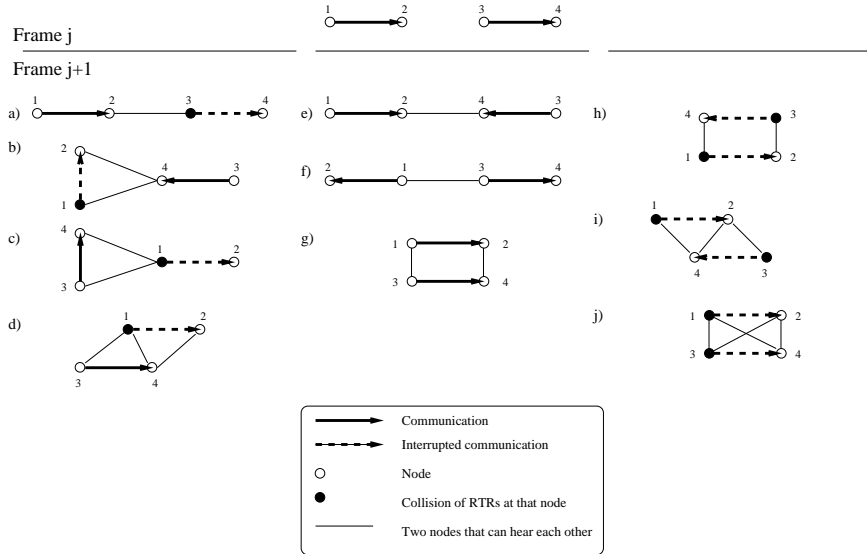 1 2 3 4
Frame j
Frame j+1
a) 1 2 3 4
e) 1 2 4 3
h) 4 3
1 2
b) 2
4 3
1
f) 2 1 3 4
c) 4
1 2
3
g) 1 2
3 4
i) 1 2
4 3
d) 1 2
3 4
j) 1 2
3 4
Communication
Interrupted communication
Node
Collision of RTRs at that node
Two nodes that can hear each other